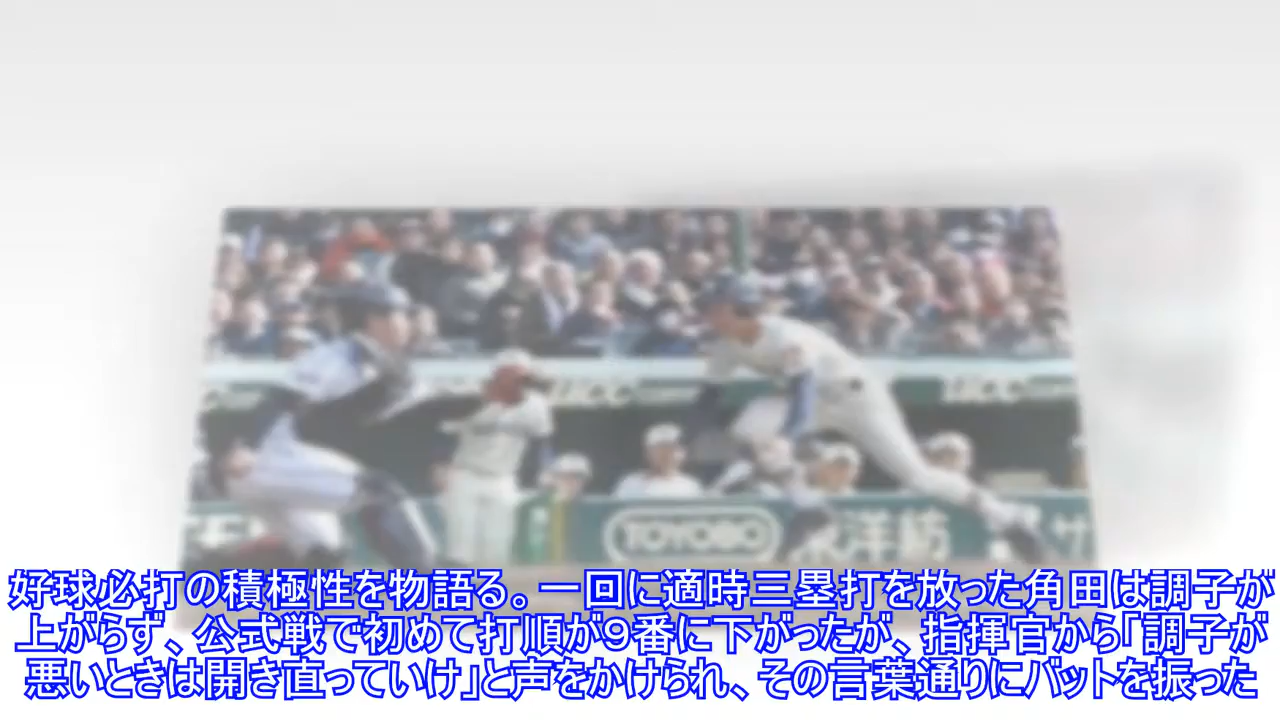 TOYOBO
洋紡
好球必打の積極性を物語る。一回に適時三塁打を放った角田は調子が
上がらず、公式戦で初めて打順が9番に下がったが、指揮官から「調子が
悪いときは開き直っていけ」と声をかけられ、その言葉通りにバットを振った